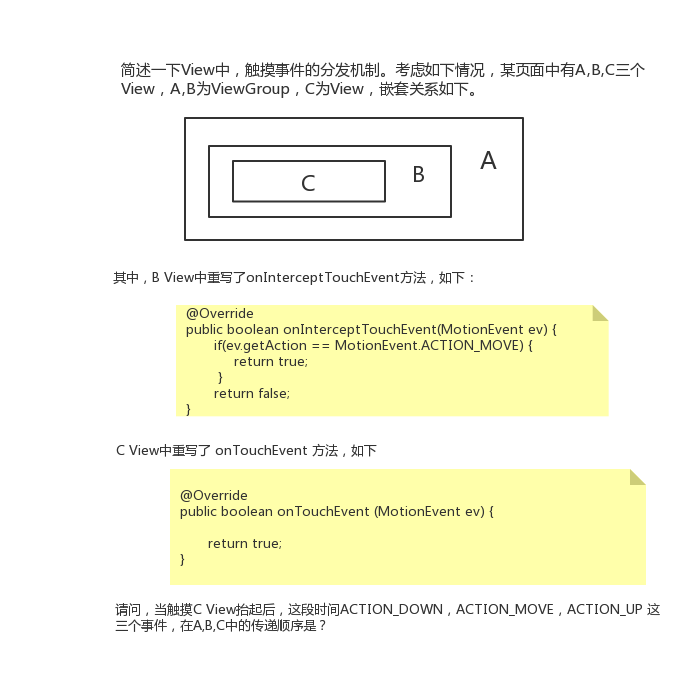 简述一下View中，触摸事件的分发机制。考虑如下情况，某页面中有A,B,C三个
View，A,B为ViewGroup，C为View，嵌套关系如下。
A
B
C
其中，B View中重写了onInterceptTouchEvent方法，如下：
@Override
public boolean onInterceptTouchEvent(MotionEvent ev) {
if(ev.getAction == MotionEvent.ACTION_MOVE) {
return true;
}
return false;
}
C View中重写了 onTouchEvent 方法，如下
@Override
public boolean onTouchEvent (MotionEvent ev) {
return true;
}
请问，当触摸C View抬起后，这段时间ACTION_DOWN，ACTION_MOVE，ACTION_UP 这
三个事件，在A,B,C中的传递顺序是？